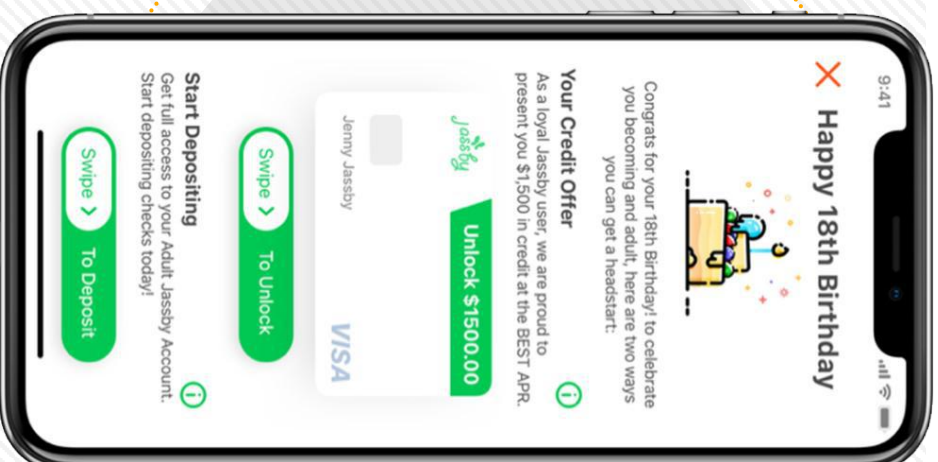 9:41
Happy 18th Birthday
Congrats for your 18th Birthday! to celebrate
you becoming and adult, here are two ways
you can get a headstart:
Your Credit Offer
As a loyal Jassby user, we are proud to
present you $1,500 in credit at the BEST APR.
Jassby
Unlock $1500.00
Jenny Jassby
VISA
Swipe > To Unlock
Start Depositing
Get full access to your Adult Jassby Account.
Start depositing checks today!
Swipe > To Deposit